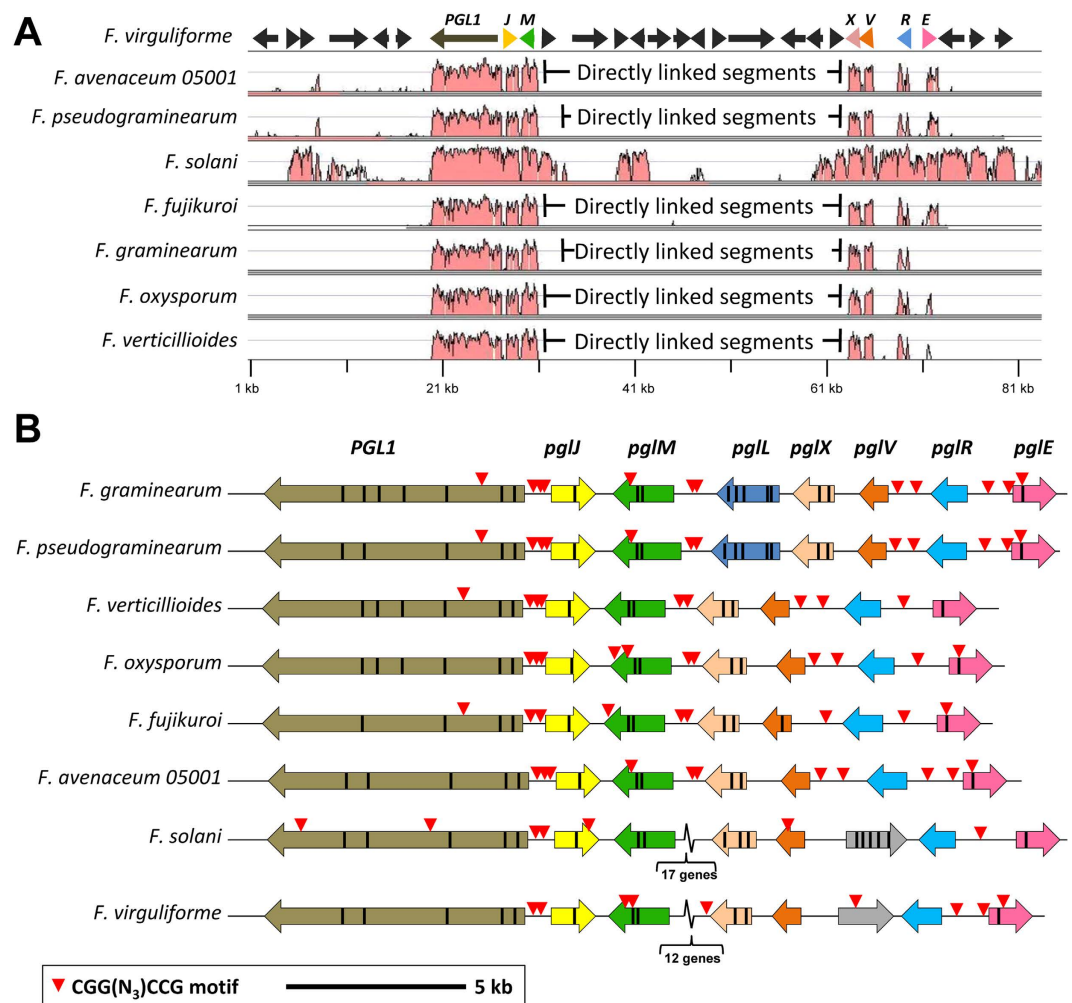 A
PGL1 J M X V R E
F. virguliforme
F. avenaceum 05001 Directly linked segments
F. pseudograminearum Directly linked segments
F. solani
F. fujikuroi Directly linked segments
F. graminearum Directly linked segments
F. oxysporum Directly linked segments
F. verticillioides Directly linked segments
1 kb 21 kb 41 kb 61 kb 81 kb
B
PGL1 pglJ pglM pglL pglX pglV pglR pglE
F. graminearum
F. pseudograminearum
F. verticillioides
F. oxysporum
F. fujikuroi
F. avenaceum 05001
F. solani
17 genes
F. virguliforme
12 genes
CGG(N₃)CCG motif 5 kb